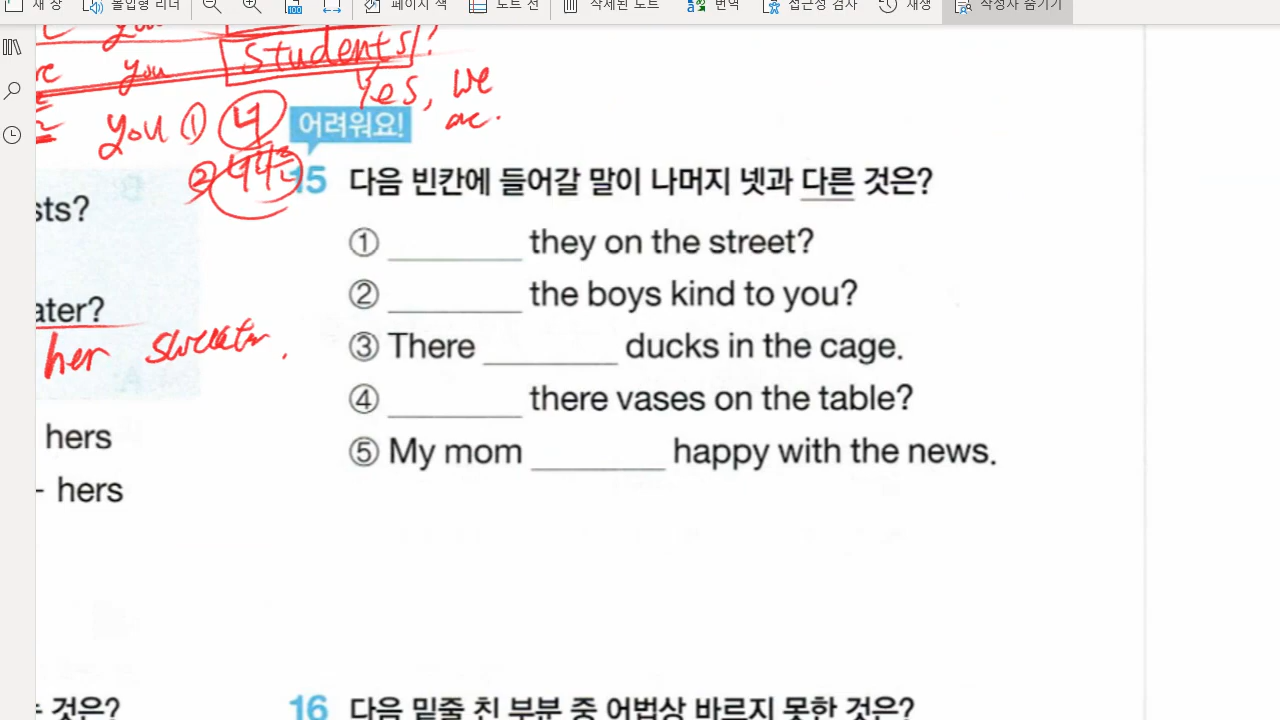 새 장 몰입형 리더 페이지 색 노트 전 삭제된 노트 번역 접근성 검사 재생 작성자 숨기기
you
you students?
Yes, we
are.
you ① 너
② 너희
어려워요!
15 다음 빈칸에 들어갈 말이 나머지 넷과 다른 것은?
① ________ they on the street?
② ________ the boys kind to you?
③ There ________ ducks in the cage.
④ ________ there vases on the table?
⑤ My mom ________ happy with the news.
sts?
ater?
her sweater.
hers
- hers
것은?
16 다음 밑줄 친 부분 중 어법상 바르지 못한 것은?